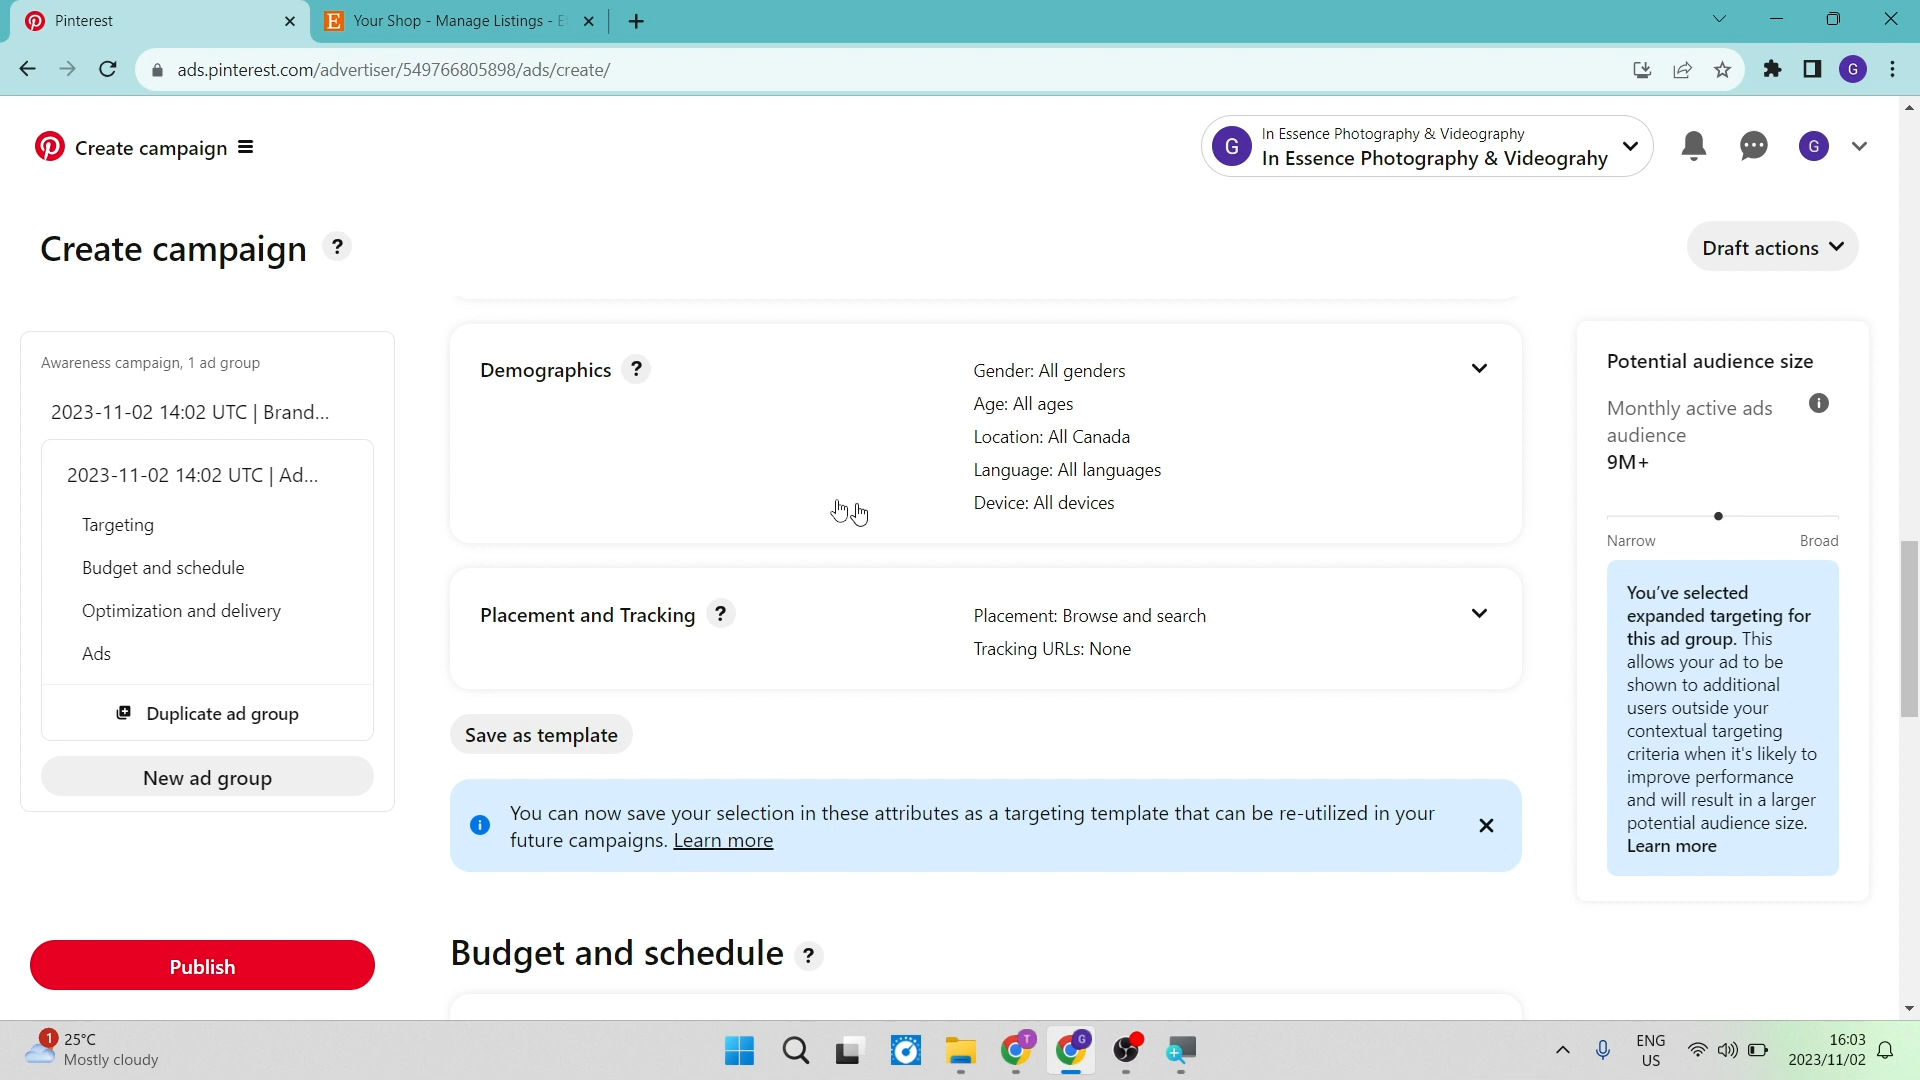 Pinterest
Your Shop - Manage Listings - E
ads.pinterest.com/advertiser/549766805898/ads/create/
G
Create campaign
G
In Essence Photography & Videography
In Essence Photography & Videograhy
G
Create campaign ?
Draft actions
Awareness campaign, 1 ad group
2023-11-02 14:02 UTC | Brand...
2023-11-02 14:02 UTC | Ad...
Targeting
Budget and schedule
Optimization and delivery
Ads
Duplicate ad group
New ad group
Publish
Demographics ?
Gender: All genders
Age: All ages
Location: All Canada
Language: All languages
Device: All devices
Placement and Tracking ?
Placement: Browse and search
Tracking URLs: None
Save as template
You can now save your selection in these attributes as a targeting template that can be re-utilized in your
future campaigns. Learn more
Budget and schedule ?
Potential audience size
Monthly active ads
audience
9M+
Narrow
Broad
You've selected
expanded targeting for
this ad group. This
allows your ad to be
shown to additional
users outside your
contextual targeting
criteria when it's likely to
improve performance
and will result in a larger
potential audience size.
Learn more
1
25°C
Mostly cloudy
T
G
ENG
US
16:03
2023/11/02